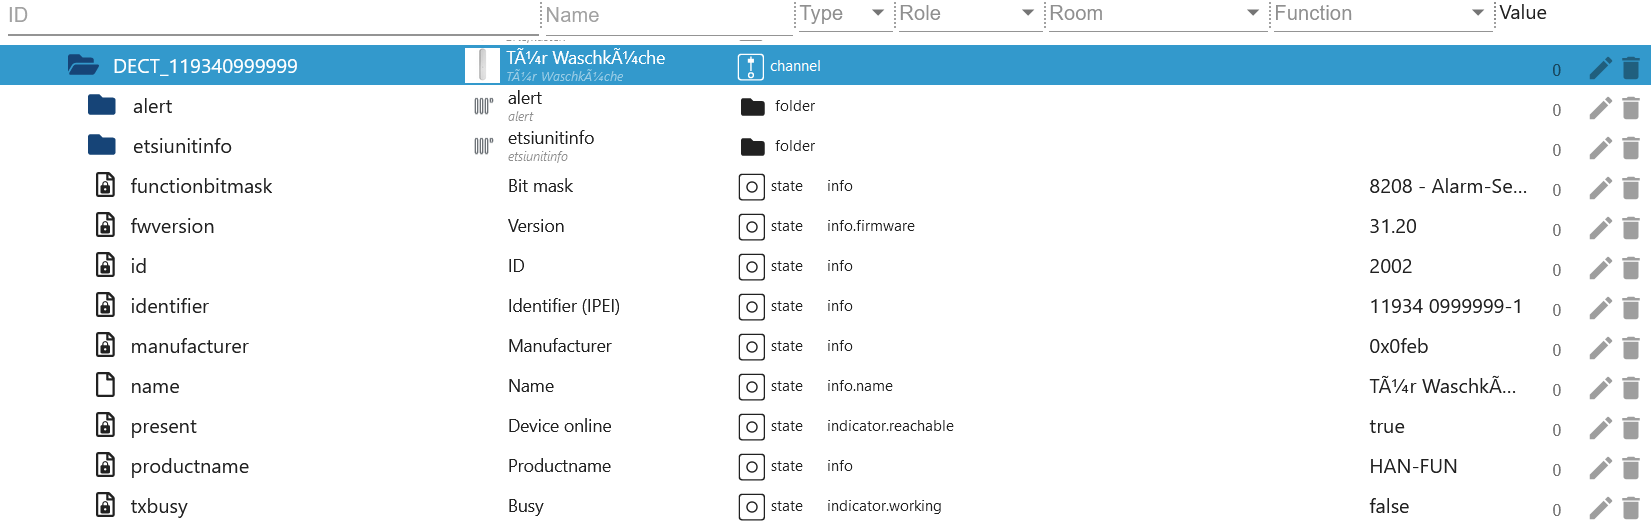 ID Name Type Role Room Function Value
DECT_119340999999 TÃ¼r WaschkÃ¼che channel 0
TÃ¼r WaschkÃ¼che
alert alert folder 0
alert
etsiunitinfo etsiunitinfo folder 0
etsiunitinfo
functionbitmask Bit mask state info 8208 - Alarm-Se... 0
fwversion Version state info.firmware 31.20 0
id ID state info 2002 0
identifier Identifier (IPEI) state info 11934 0999999-1 0
manufacturer Manufacturer state info 0x0feb 0
name Name state info.name TÃ¼r WaschkÃ... 0
present Device online state indicator.reachable true 0
productname Productname state info HAN-FUN 0
txbusy Busy state indicator.working false 0